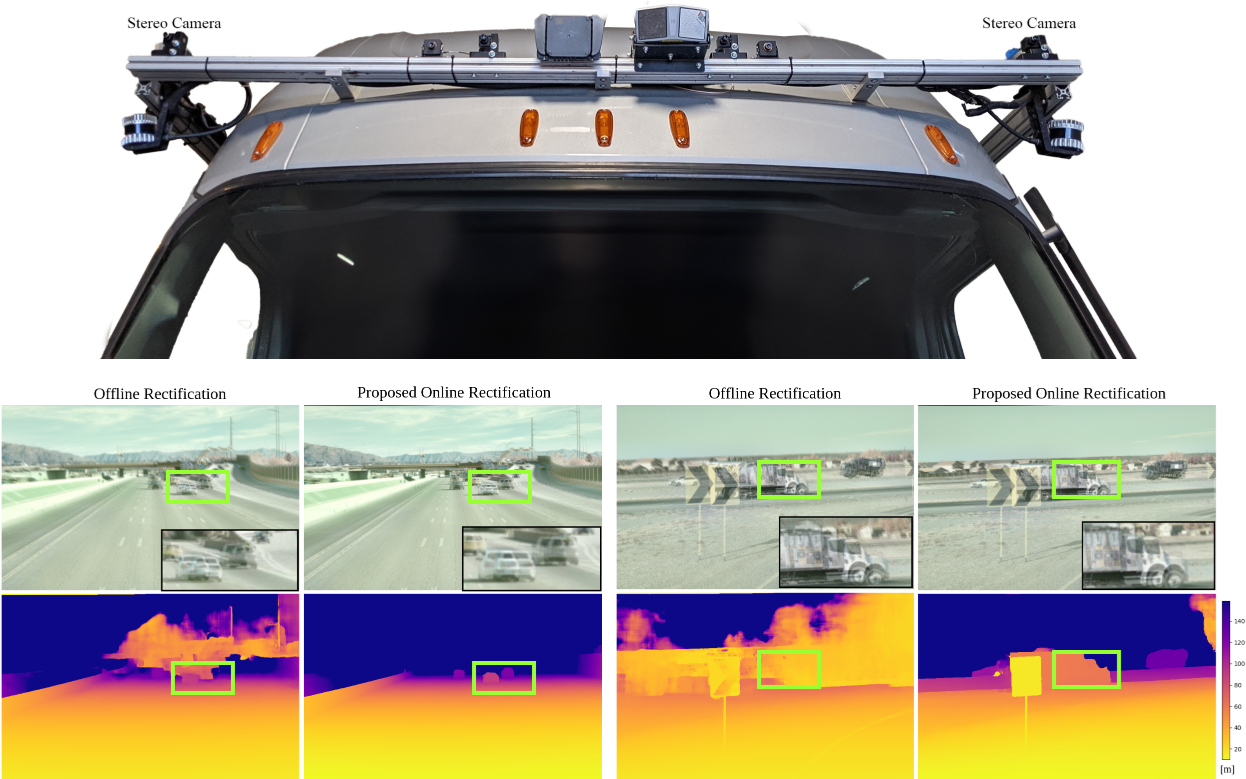 Stereo Camera
Stereo Camera
Offline Rectification
Proposed Online Rectification
Offline Rectification
Proposed Online Rectification
140
120
100
80
60
40
20
[m]